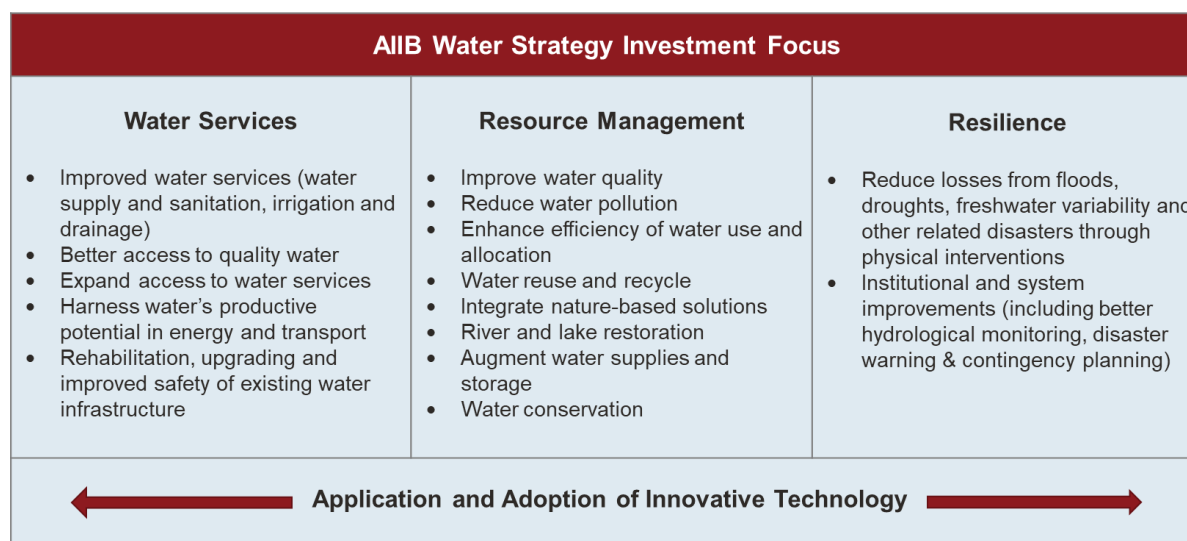 AIIB Water Strategy Investment Focus
Water Services
• Improved water services (water
supply and sanitation, irrigation and
drainage)
• Better access to quality water
• Expand access to water services
• Harness water's productive
potential in energy and transport
• Rehabilitation, upgrading and
improved safety of existing water
infrastructure
Resource Management
• Improve water quality
• Reduce water pollution
• Enhance efficiency of water use and
allocation
• Water reuse and recycle
• Integrate nature-based solutions
• River and lake restoration
• Augment water supplies and
storage
• Water conservation
Resilience
• Reduce losses from floods,
droughts, freshwater variability and
other related disasters through
physical interventions
• Institutional and system
improvements (including better
hydrological monitoring, disaster
warning & contingency planning)
Application and Adoption of Innovative Technology